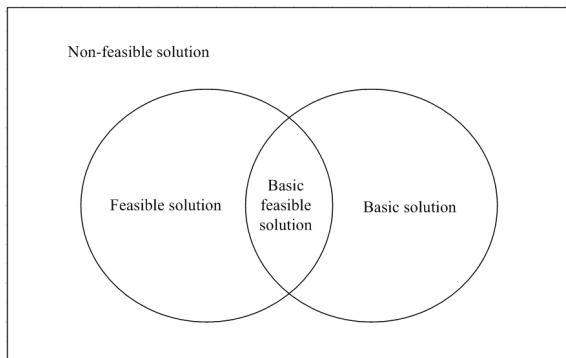 Non-feasible solution
Feasible solution
Basic
feasible
solution
Basic solution